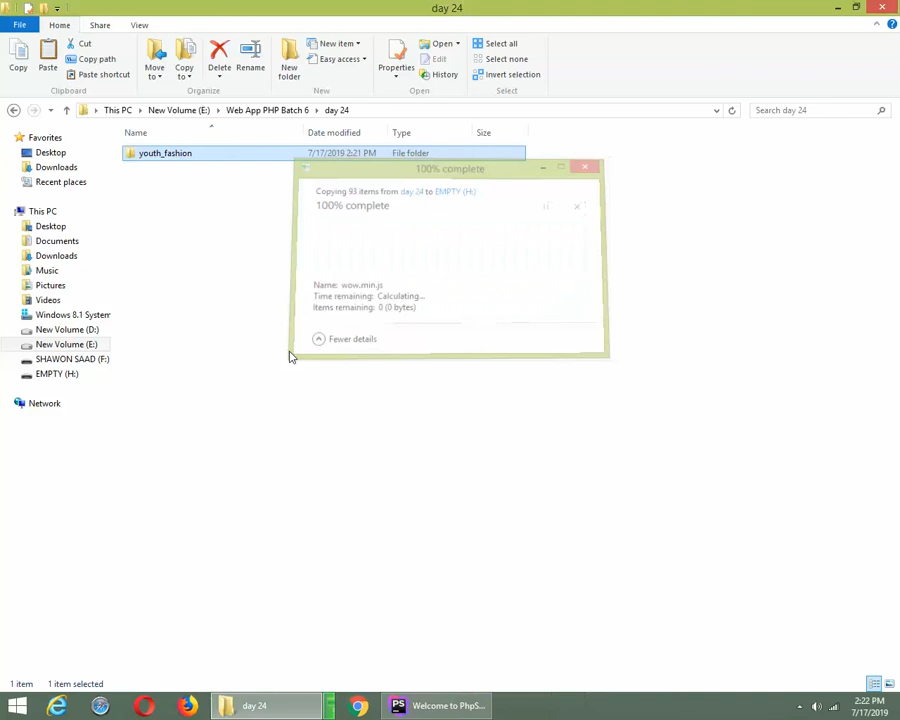 day 24
File Home Share View
Cut
Copy path
Paste shortcut
Copy Paste
Clipboard
Move to Copy to Delete Rename
Organize
New folder
New item
Easy access
New
Properties
Open
Edit
History
Open
Select all
Select none
Invert selection
Select
This PC New Volume (E:) Web App PHP Batch 6 day 24
Search day 24
Name Date modified Type Size
youth_fashion 7/17/2019 2:21 PM File folder
Favorites
Desktop
Downloads
Recent places
This PC
Desktop
Documents
Downloads
Music
Pictures
Videos
Windows 8.1 System
New Volume (D:)
New Volume (E:)
SHAWON SAAD (F:)
EMPTY (H:)
Network
100% complete
Copying 93 items from day 24 to EMPTY (H:)
100% complete
Name: wow.min.js
Time remaining: Calculating...
Items remaining: 0 (0 bytes)
Fewer details
1 item 1 item selected
day 24
PS Welcome to PhpS...
2:22 PM
7/17/2019